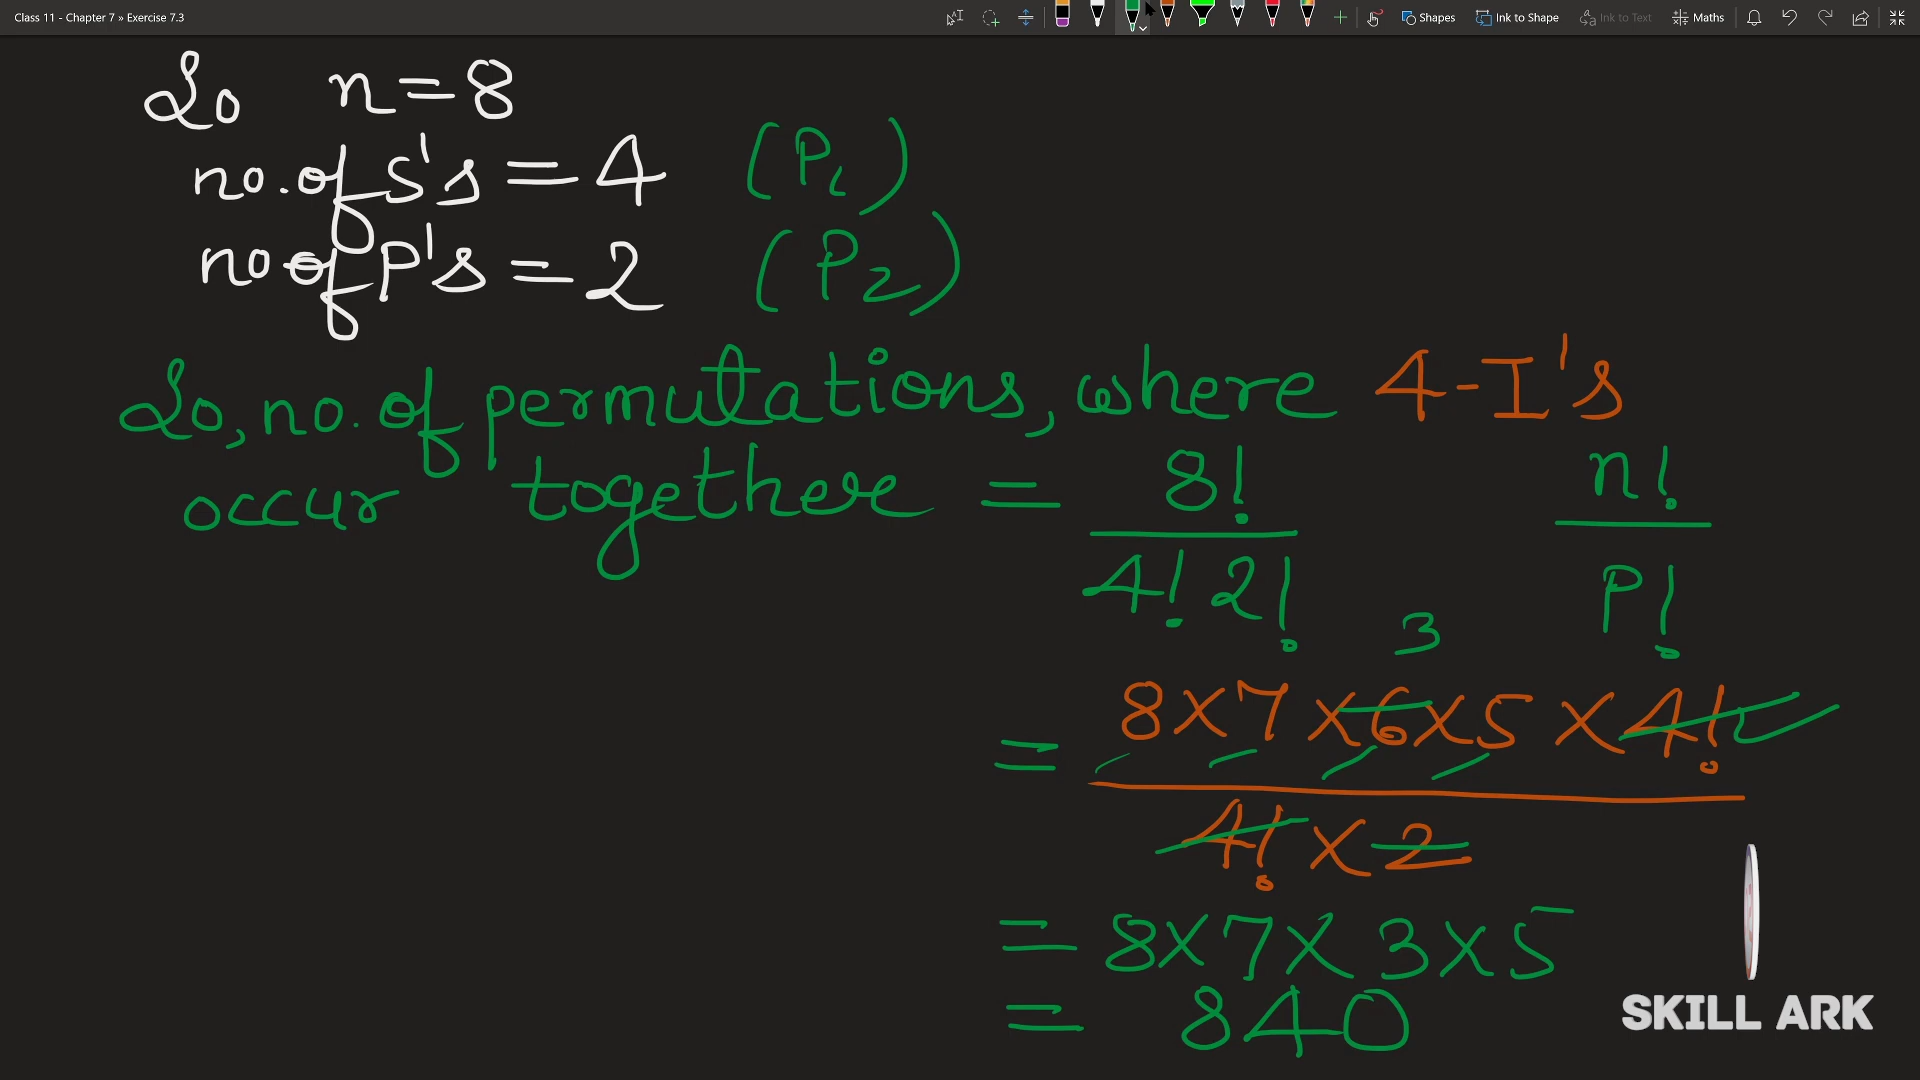 Class 11 - Chapter 7 » Exercise 7.3
Shapes
Ink to Shape
Ink to Text
Maths
So n=8
no.of S's = 4 (P1)
no of P's = 2 (P2)
So, no. of permutations, where 4-I's
occur together = 8! / 4! 2! n! / P!
3
= 8×7×6×5×4! / 4!×2
= 8×7×3×5
= 840
SKILL ARK